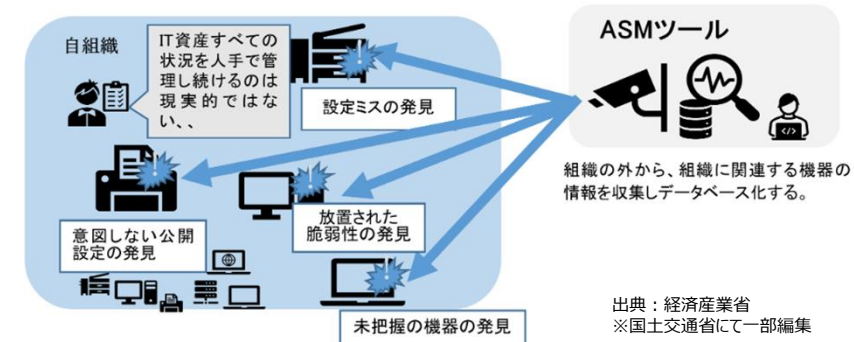 自組織
IT資産すべての
状況を人手で管
理し続けるのは
現実的ではな
い、、
設定ミスの発見
意図しない公開
設定の発見
放置された
脆弱性の発見
未把握の機器の発見
ASMツール
組織の外から、組織に関連する機器の
情報を収集しデータベース化する。
出典：経済産業省
※国土交通省にて一部編集